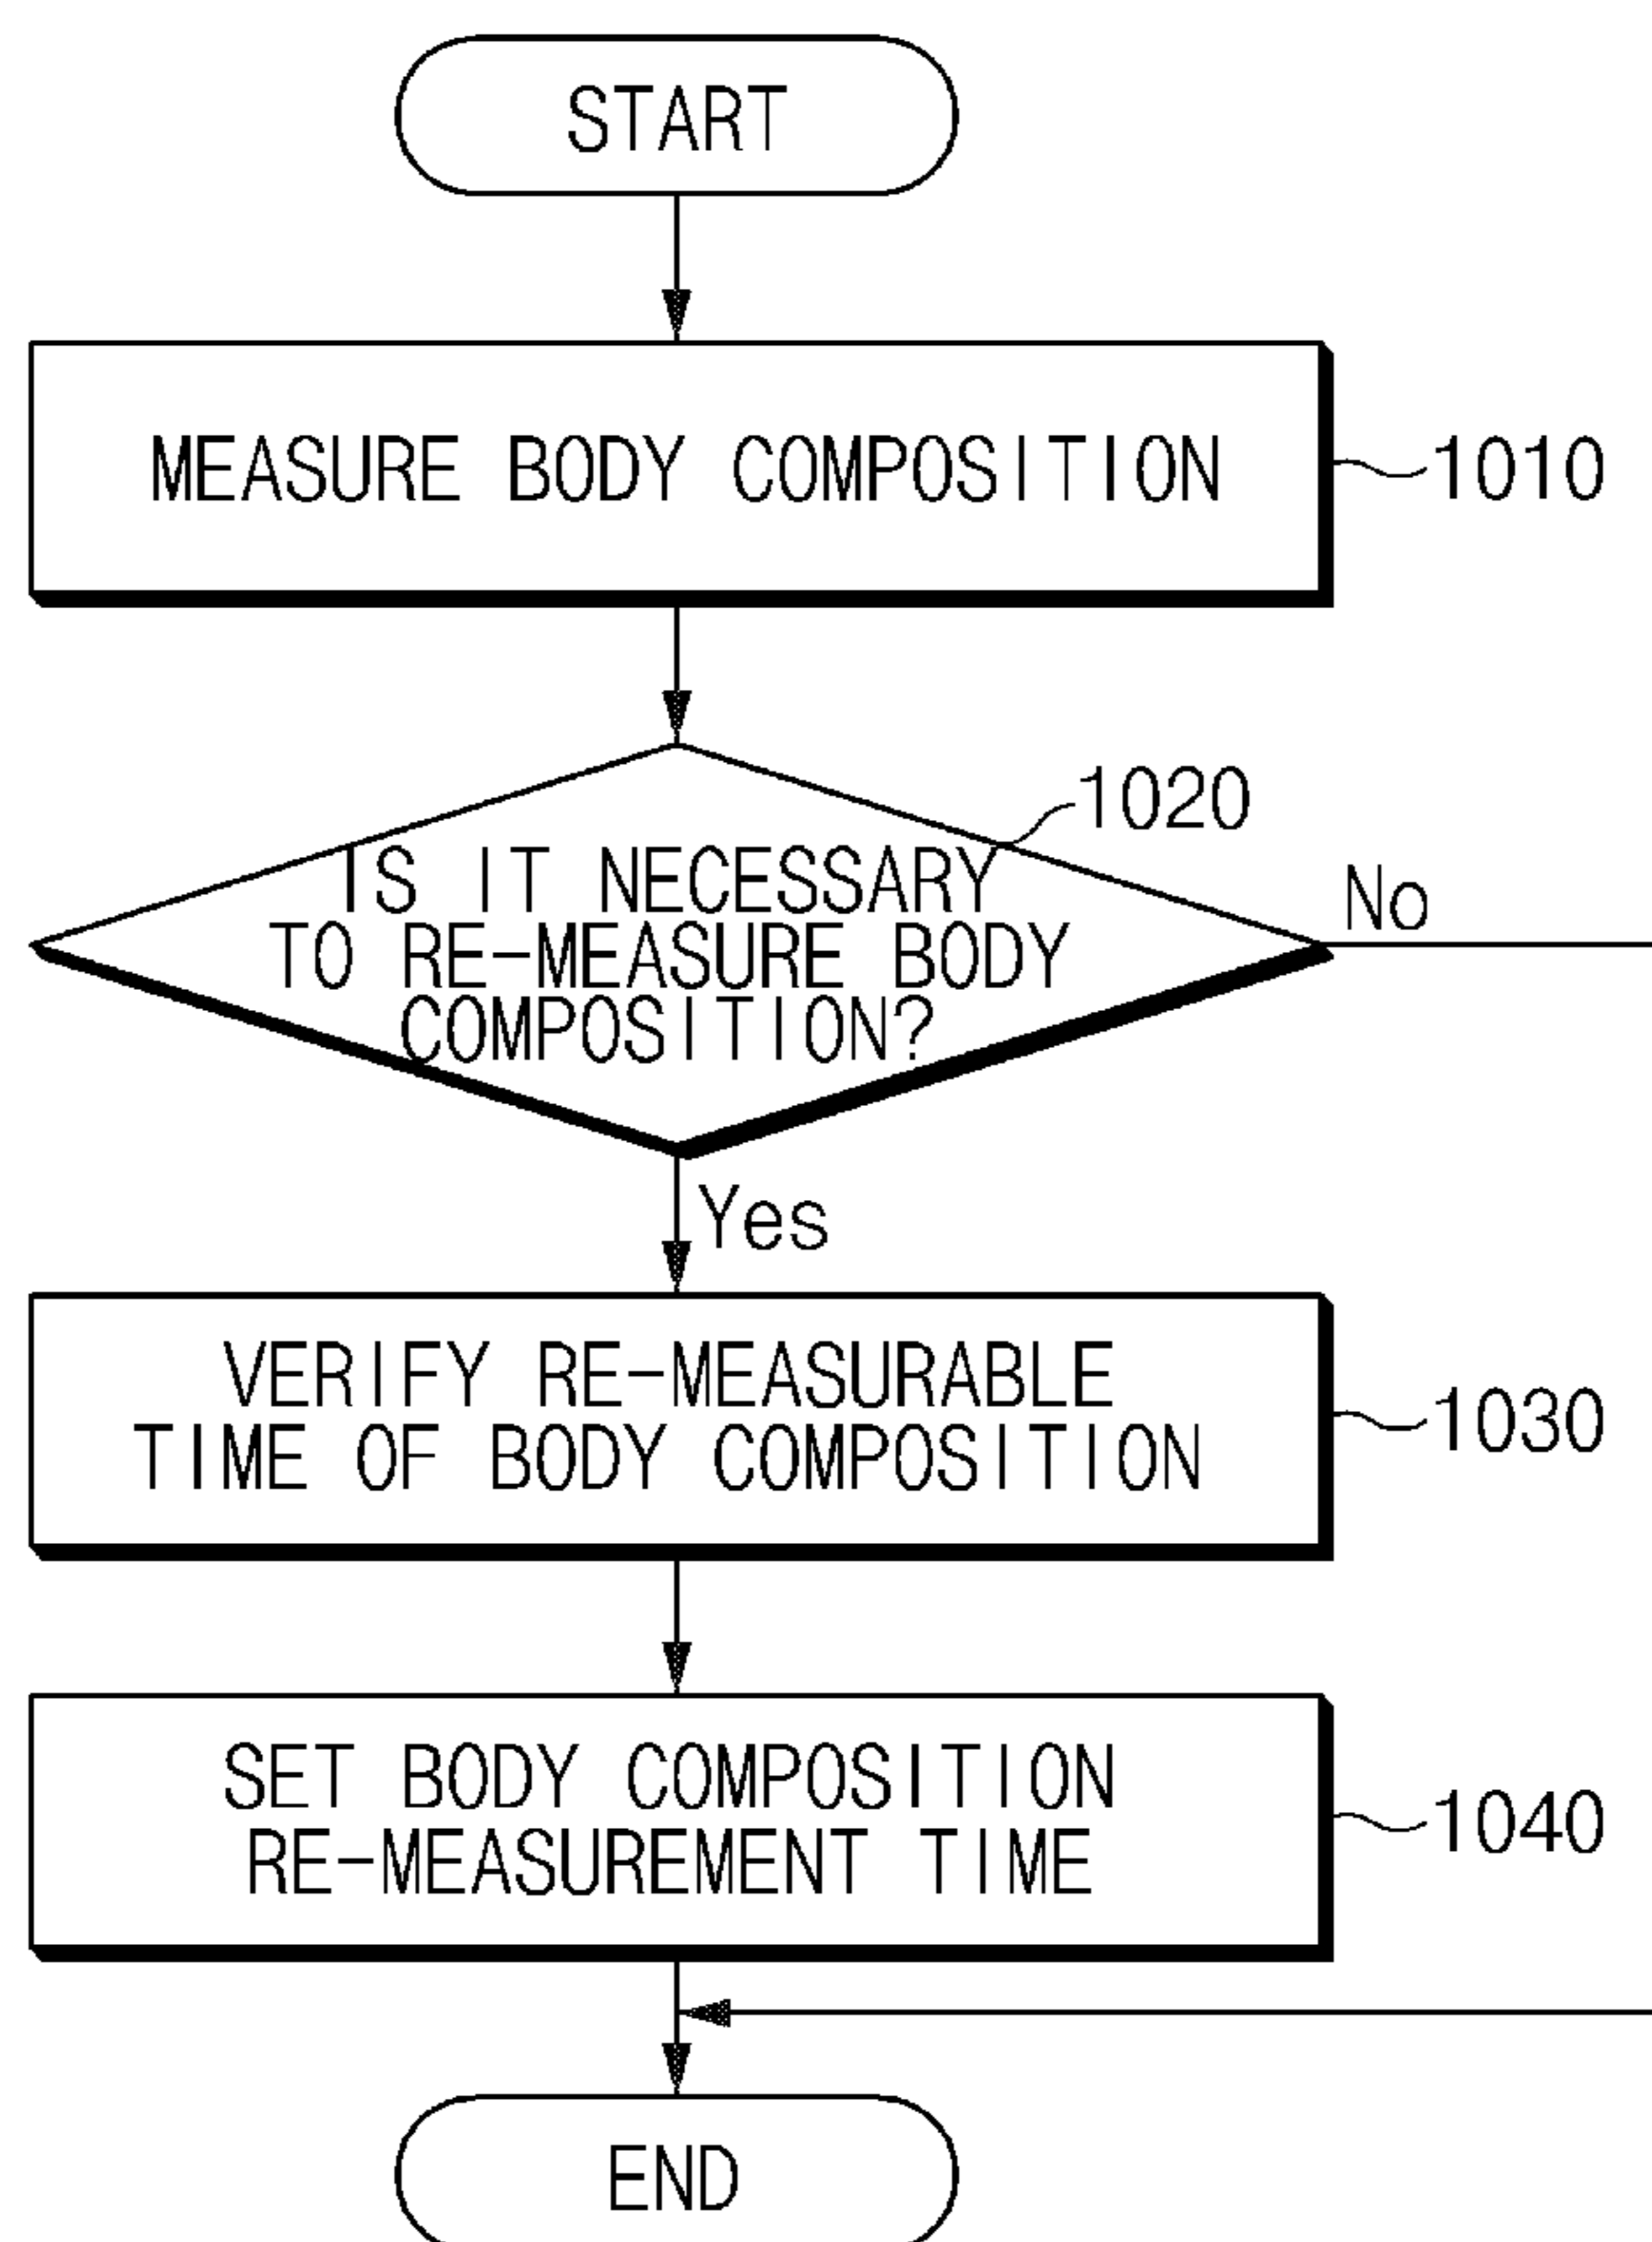 START
MEASURE BODY COMPOSITION
1010
1020
IS IT NECESSARY
TO RE-MEASURE BODY
COMPOSITION?
No
Yes
VERIFY RE-MEASURABLE
TIME OF BODY COMPOSITION
1030
SET BODY COMPOSITION
RE-MEASUREMENT TIME
1040
END